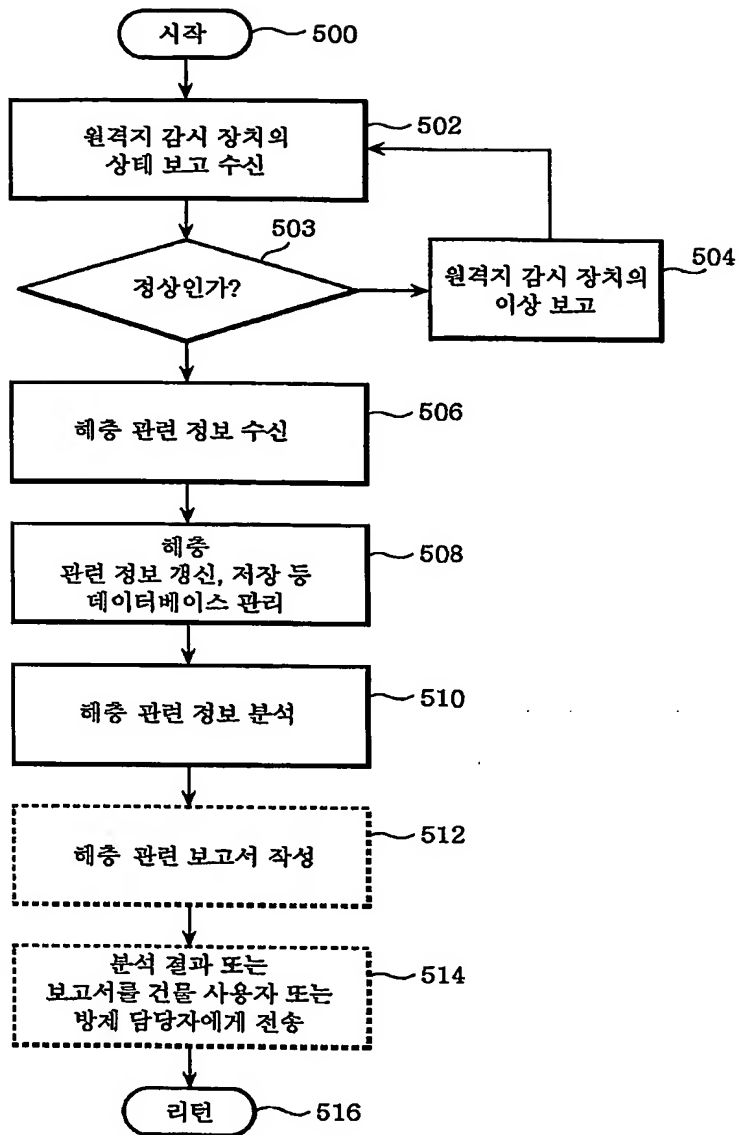 시작
500
원격지 감시 장치의
상태 보고 수신
502
503
정상인가?
원격지 감시 장치의
이상 보고
504
해충 관련 정보 수신
506
해충
관련 정보 갱신, 저장 등
데이터베이스 관리
508
해충 관련 정보 분석
510
해충 관련 보고서 작성
512
분석 결과 또는
보고서를 건물 사용자 또는
방제 담당자에게 전송
514
리턴
516